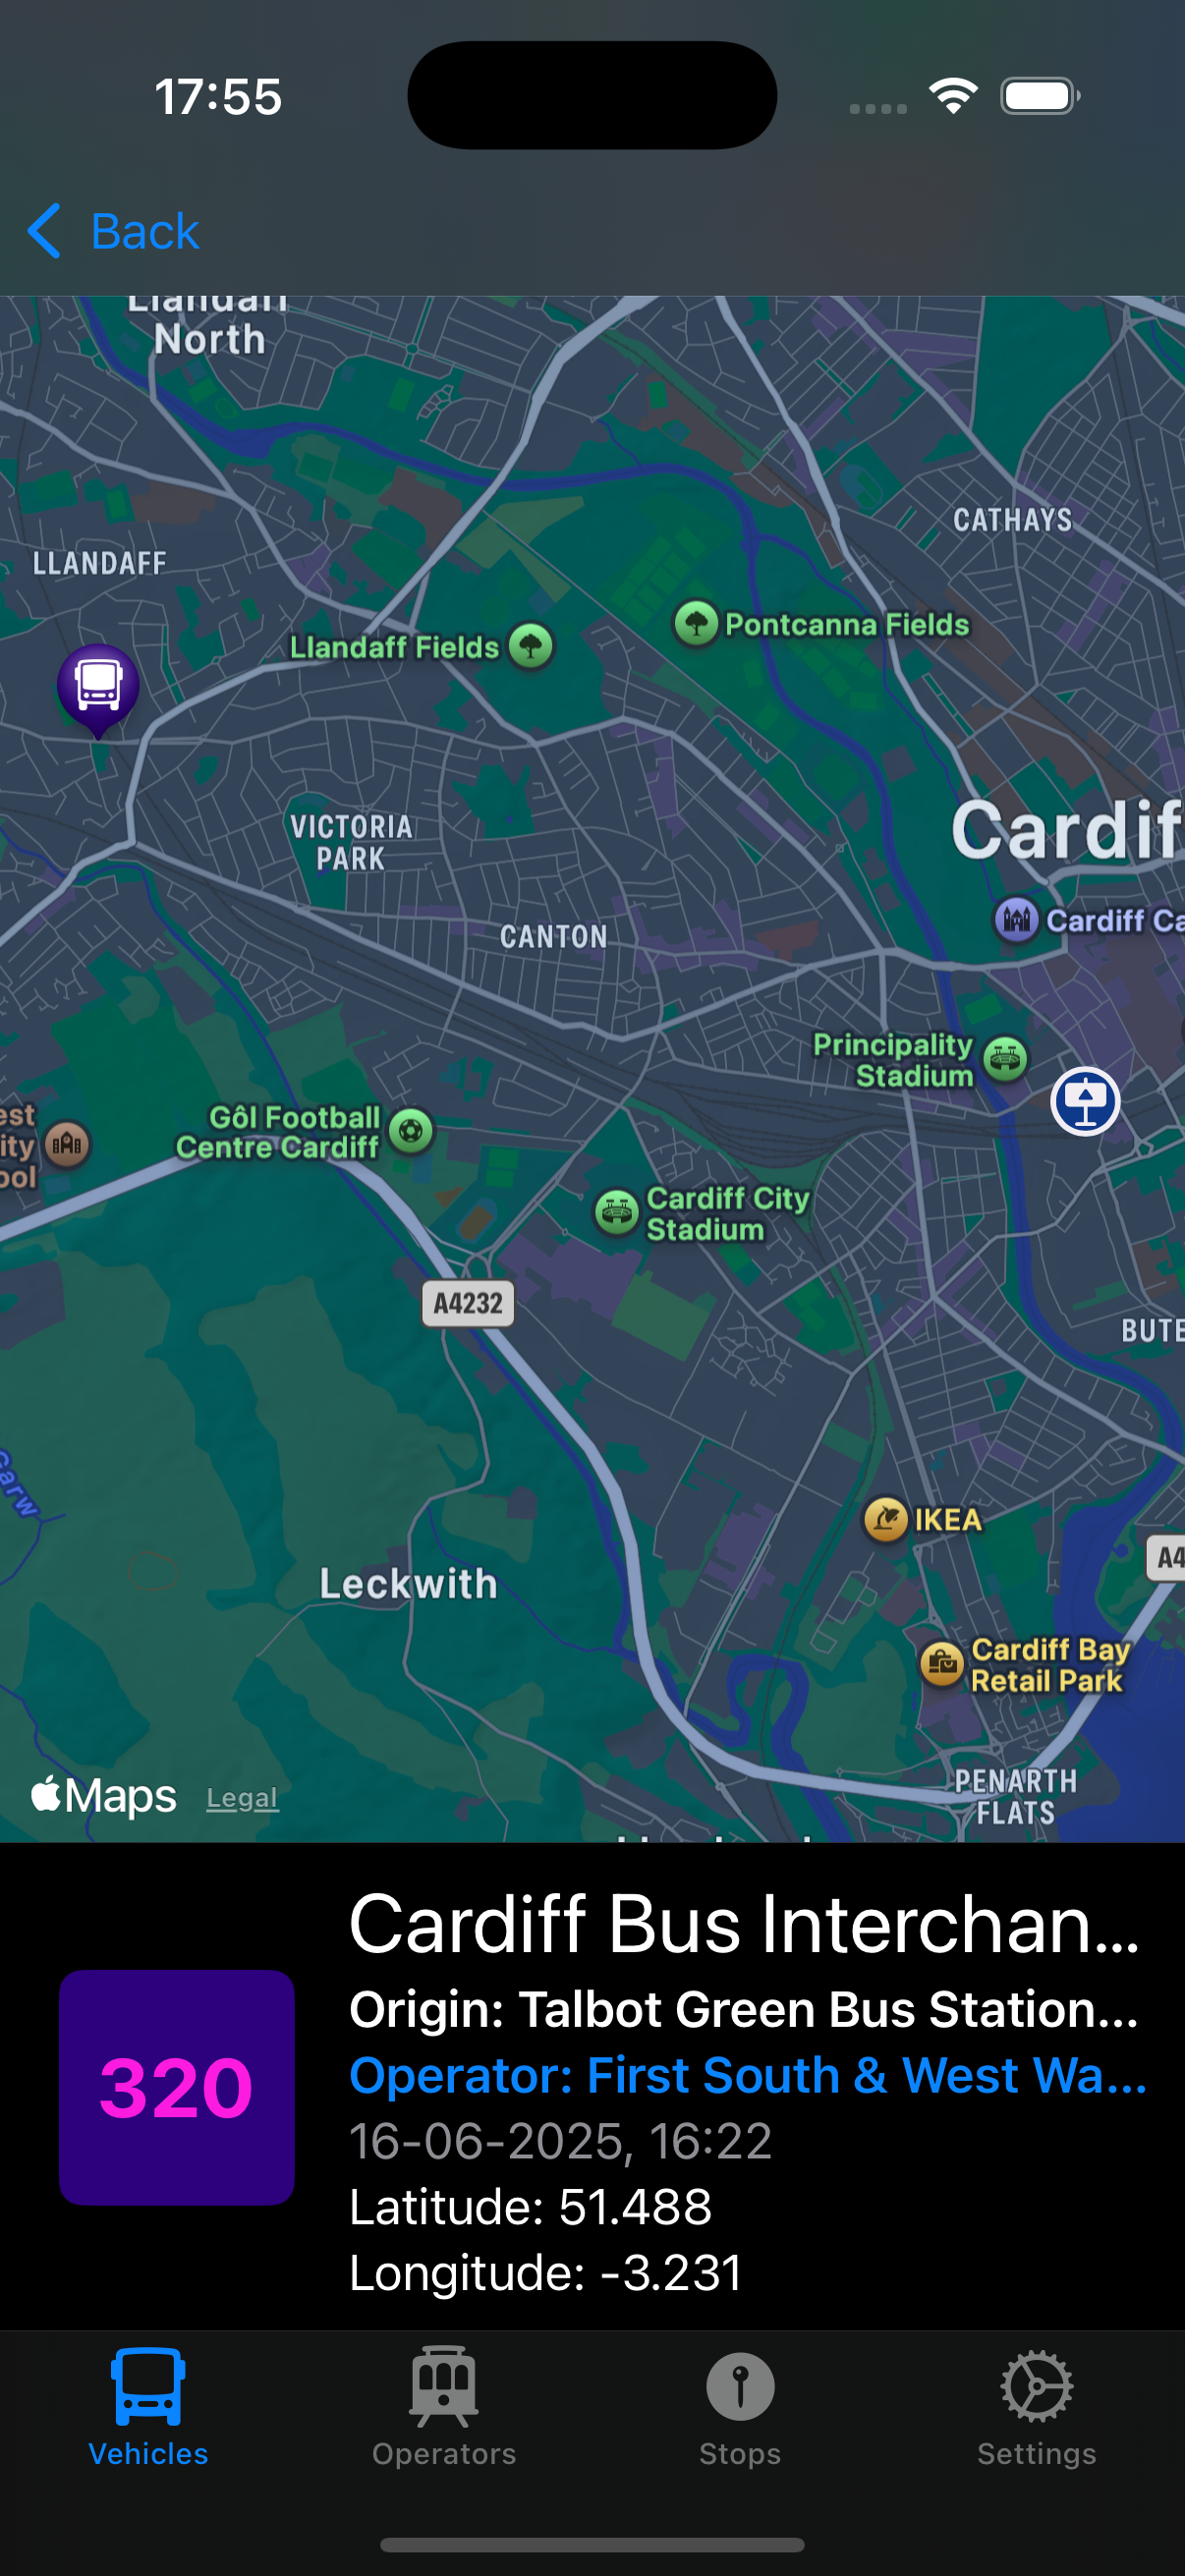 17:55
Back
Llandaff
North
CATHAYS
LLANDAFF
Llandaff Fields
Pontcanna Fields
VICTORIA
PARK
Cardif
Cardiff Ca
CANTON
Principality
Stadium
est
ity
ool
Gôl Football
Centre Cardiff
Cardiff City
Stadium
A4232
BUTE
Garw
IKEA
A4
Leckwith
Cardiff Bay
Retail Park
PENARTH
FLATS
Maps Legal
Cardiff Bus Interchan...
Origin: Talbot Green Bus Station...
Operator: First South & West Wa...
320
16-06-2025, 16:22
Latitude: 51.488
Longitude: -3.231
Vehicles
Operators
Stops
Settings